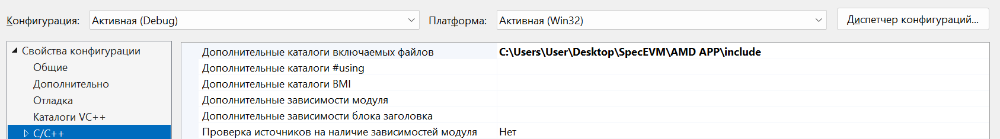 Конфигурация: Активная (Debug) Платформа: Активная (Win32) Диспетчер конфигураций...
Свойства конфигурации
Общие
Дополнительно
Отладка
Каталоги VC++
C/C++
Дополнительные каталоги включаемых файлов C:\Users\User\Desktop\SpecEVM\AMD APP\include
Дополнительные каталоги #using
Дополнительные каталоги BMI
Дополнительные зависимости модуля
Дополнительные зависимости блока заголовка
Проверка источников на наличие зависимостей модуля Нет